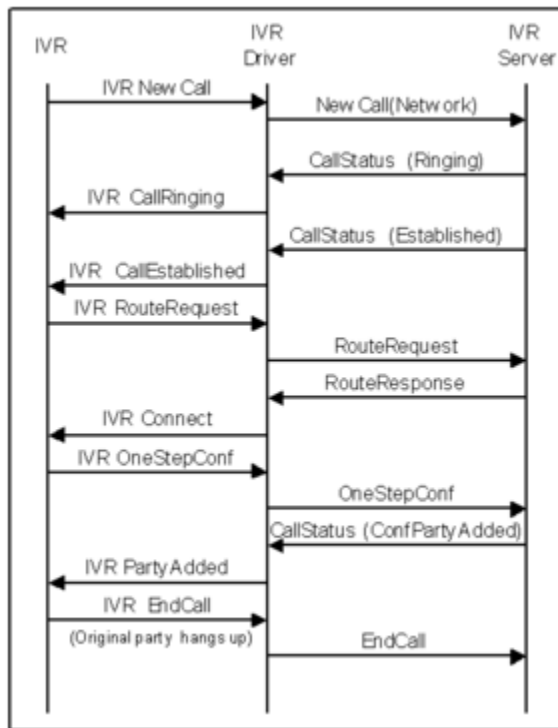 IVR
IVR
Driver
IVR
Server
IVR New Call
New Call(Network)
CallStatus (Ringing)
IVR CallRinging
CallStatus (Established)
IVR CallEstablished
IVR RouteRequest
RouteRequest
RouteResponse
IVR Connect
IVR OneStepConf
OneStepConf
CallStatus (ConfPartyAdded)
IVR PartyAdded
IVR EndCall
(Original party hangs up)
EndCall